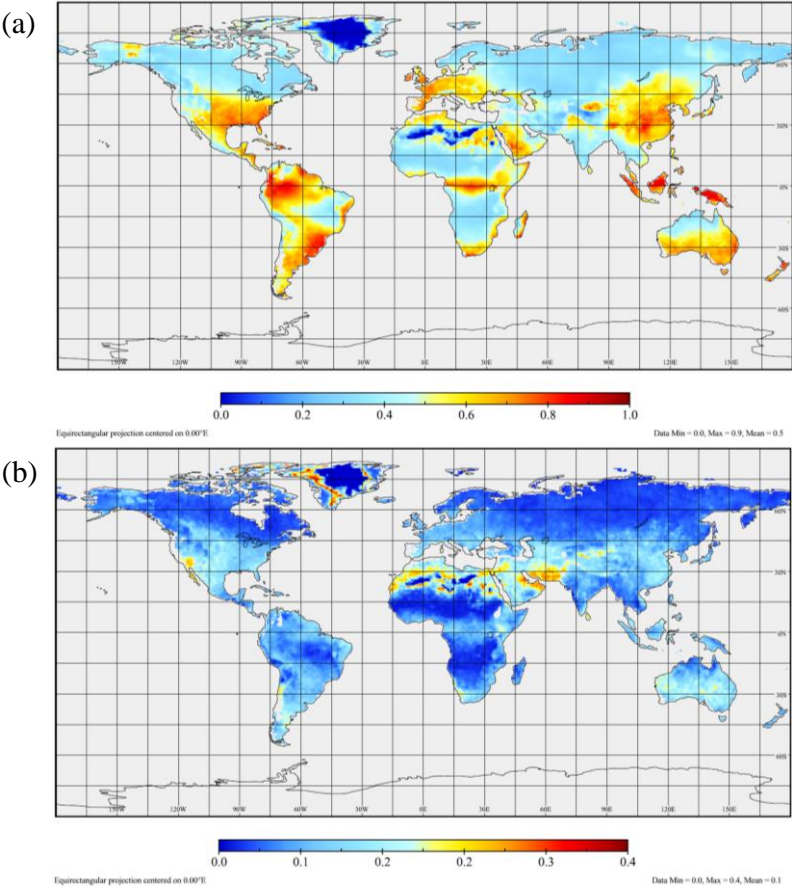 (a)
60N
30N
0N
30S
60S
150W 120W 90W 60W 30W 0E 30E 60E 90E 120E 150E
0.0 0.2 0.4 0.6 0.8 1.0
Equirectangular projection centered on 0.00°E Data Min = 0.0, Max = 0.9, Mean = 0.5
(b)
60N
30N
0N
30S
60S
150W 120W 90W 60W 30W 0E 30E 60E 90E 120E 150E
0.0 0.1 0.2 0.2 0.3 0.4
Equirectangular projection centered on 0.00°E Data Min = 0.0, Max = 0.4, Mean = 0.1